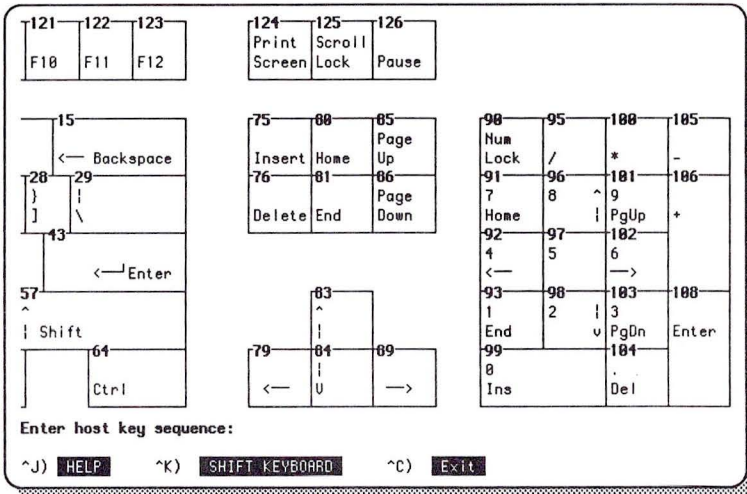 121 122 123 124 125 126
Print Scroll
F10 F11 F12 Screen Lock Pause
15 75 80 85 90 95 100 105
Page Num
<— Backspace Insert Home Up Lock / * -
28 29 76 81 86 91 96 101 106
} ¦ Page 7 8 ^ 9
] \ Delete End Down Home ¦ PgUp +
43 92 97 102
4 5 6
<—┘Enter <— —>
57 83 93 98 103 108
^ ^ 1 2 ¦ 3
¦ Shift ¦ End v PgDn Enter
64 79 84 89 99 104
¦ 0 .
Ctrl <— V —> Ins Del
Enter host key sequence:
^J) HELP ^K) SHIFT KEYBOARD ^C) Exit